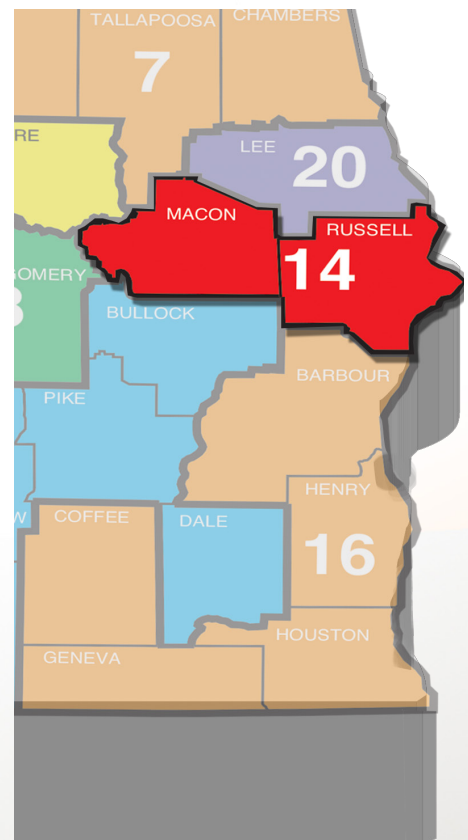 TALLAPOOSA
CHAMBERS
7
RE
LEE
20
MACON
RUSSELL
14
GOMERY
BULLOCK
BARBOUR
PIKE
HENRY
W
COFFEE
DALE
16
HOUSTON
GENEVA